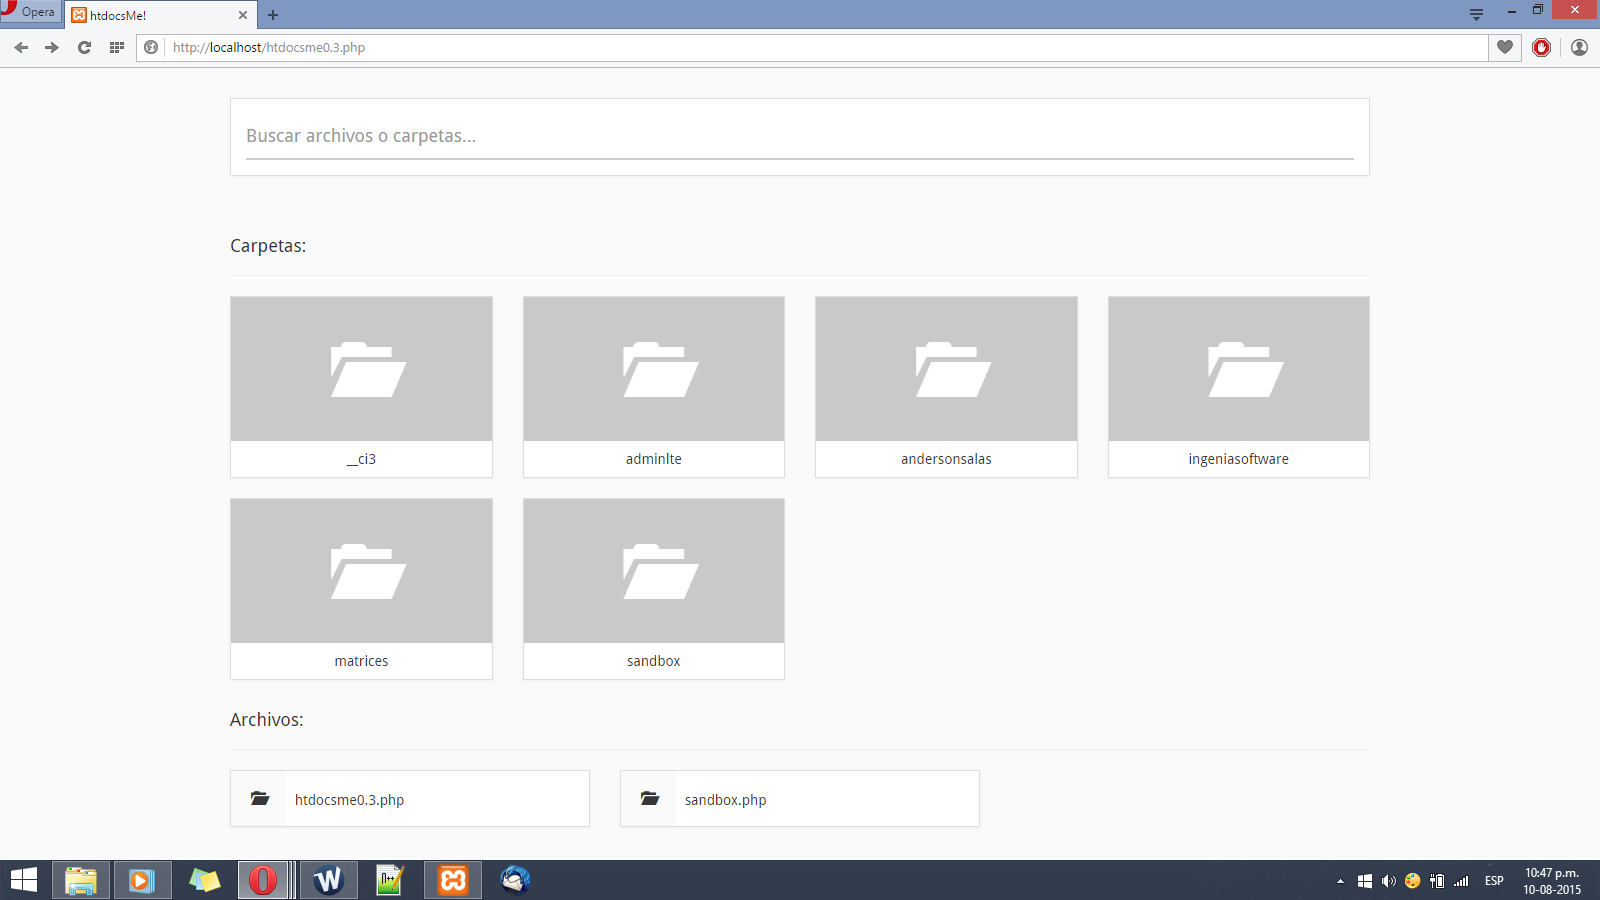 Opera
htdocsMe!
http://localhost/htdocsme0.3.php
Buscar archivos o carpetas...
Carpetas:
__ci3
adminlte
andersonsalas
ingeniasoftware
matrices
sandbox
Archivos:
htdocsme0.3.php
sandbox.php
W
N++
ESP
10:47 p.m.
10-08-2015